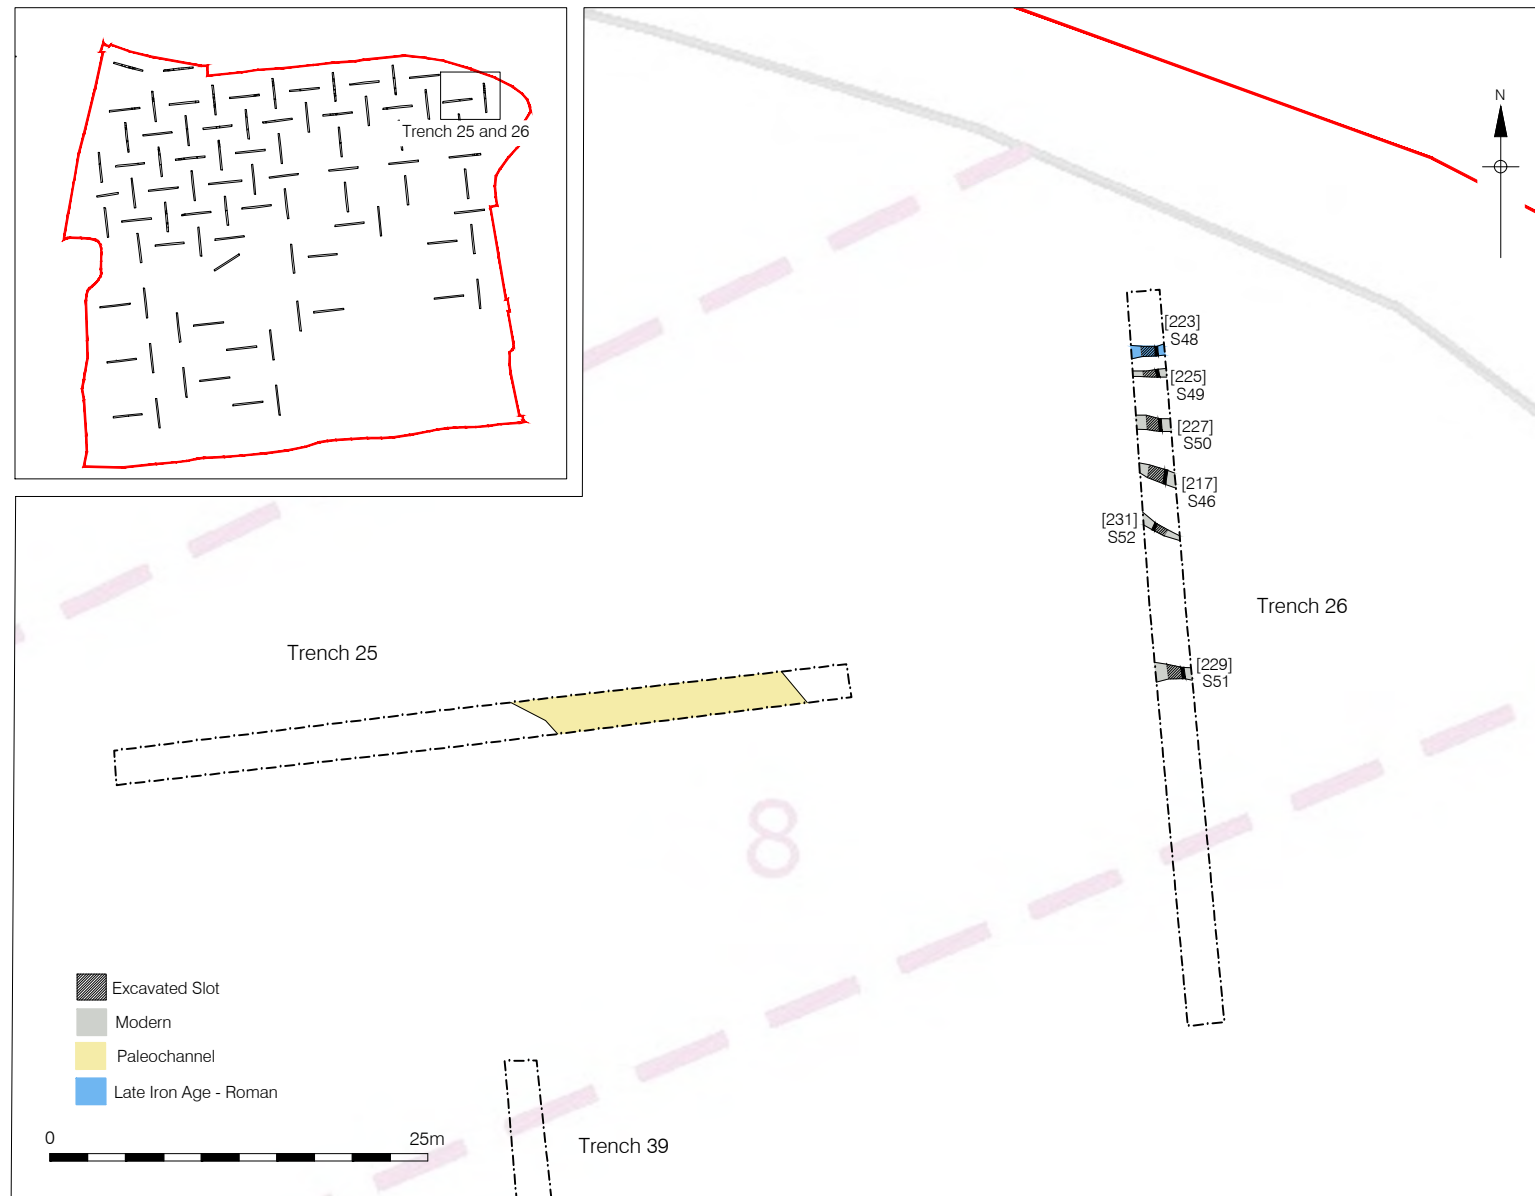 Trench 25 and 26
N
[223]
S48
[225]
S49
[227]
S50
[217]
S46
[231]
S52
Trench 26
Trench 25
[229]
S51
8
Excavated Slot
Modern
Paleochannel
Late Iron Age - Roman
0 25m
Trench 39